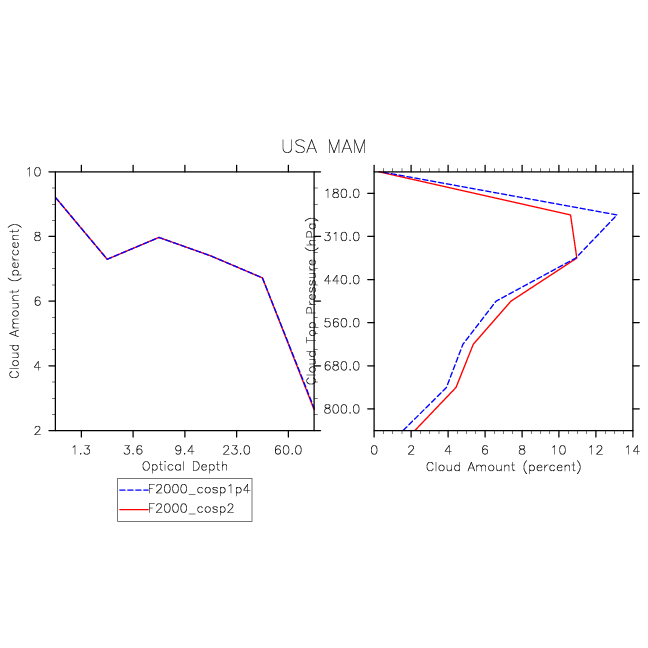 USA MAM
10
8
6
4
2
Cloud Amount (percent)
1.3 3.6 9.4 23.0 60.0
Optical Depth
Cloud Top Pressure (hPa)
180.0
310.0
440.0
560.0
680.0
800.0
0 2 4 6 8 10 12 14
Cloud Amount (percent)
F2000_cosp1p4
F2000_cosp2